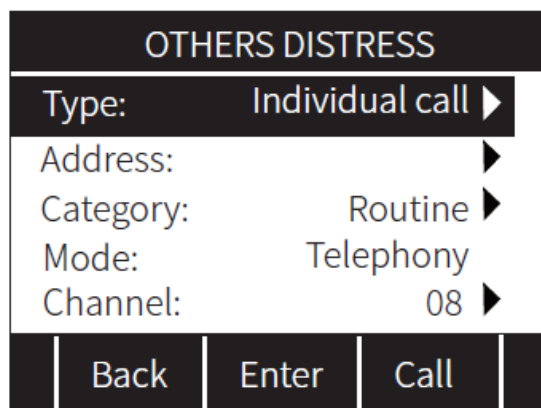 OTHERS DISTRESS
Type: Individual call
Address:
Category: Routine
Mode: Telephony
Channel: 08
Back Enter Call